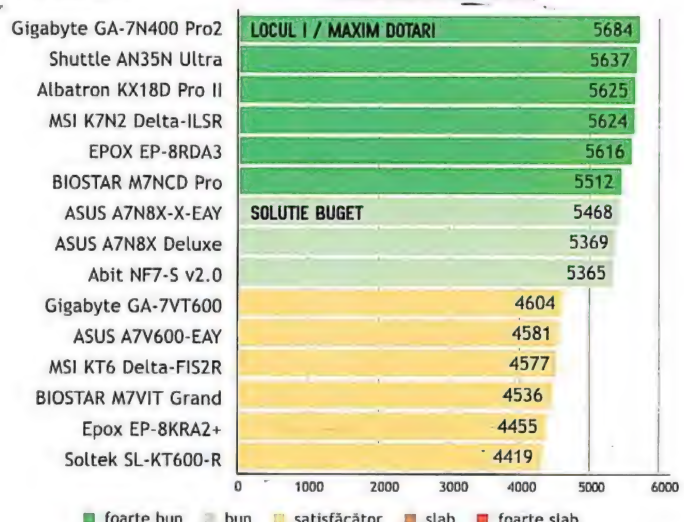 Gigabyte GA-7N400 Pro2 LOCUL I / MAXIM DOTARI 5684
Shuttle AN35N Ultra 5637
Albatron KX18D Pro II 5625
MSI K7N2 Delta-ILSR 5624
EPOX EP-8RDA3 5616
BIOSTAR M7NCD Pro 5512
ASUS A7N8X-X-EAY SOLUTIE BUGET 5468
ASUS A7N8X Deluxe 5369
Abit NF7-S v2.0 5365
Gigabyte GA-7VT600 4604
ASUS A7V600-EAY 4581
MSI KT6 Delta-FIS2R 4577
BIOSTAR M7VIT Grand 4536
Epox EP-8KRA2+ 4455
Soltek SL-KT600-R 4419
0 1000 2000 3000 4000 5000 6000
foarte bun bun satisfăcător slab foarte slab